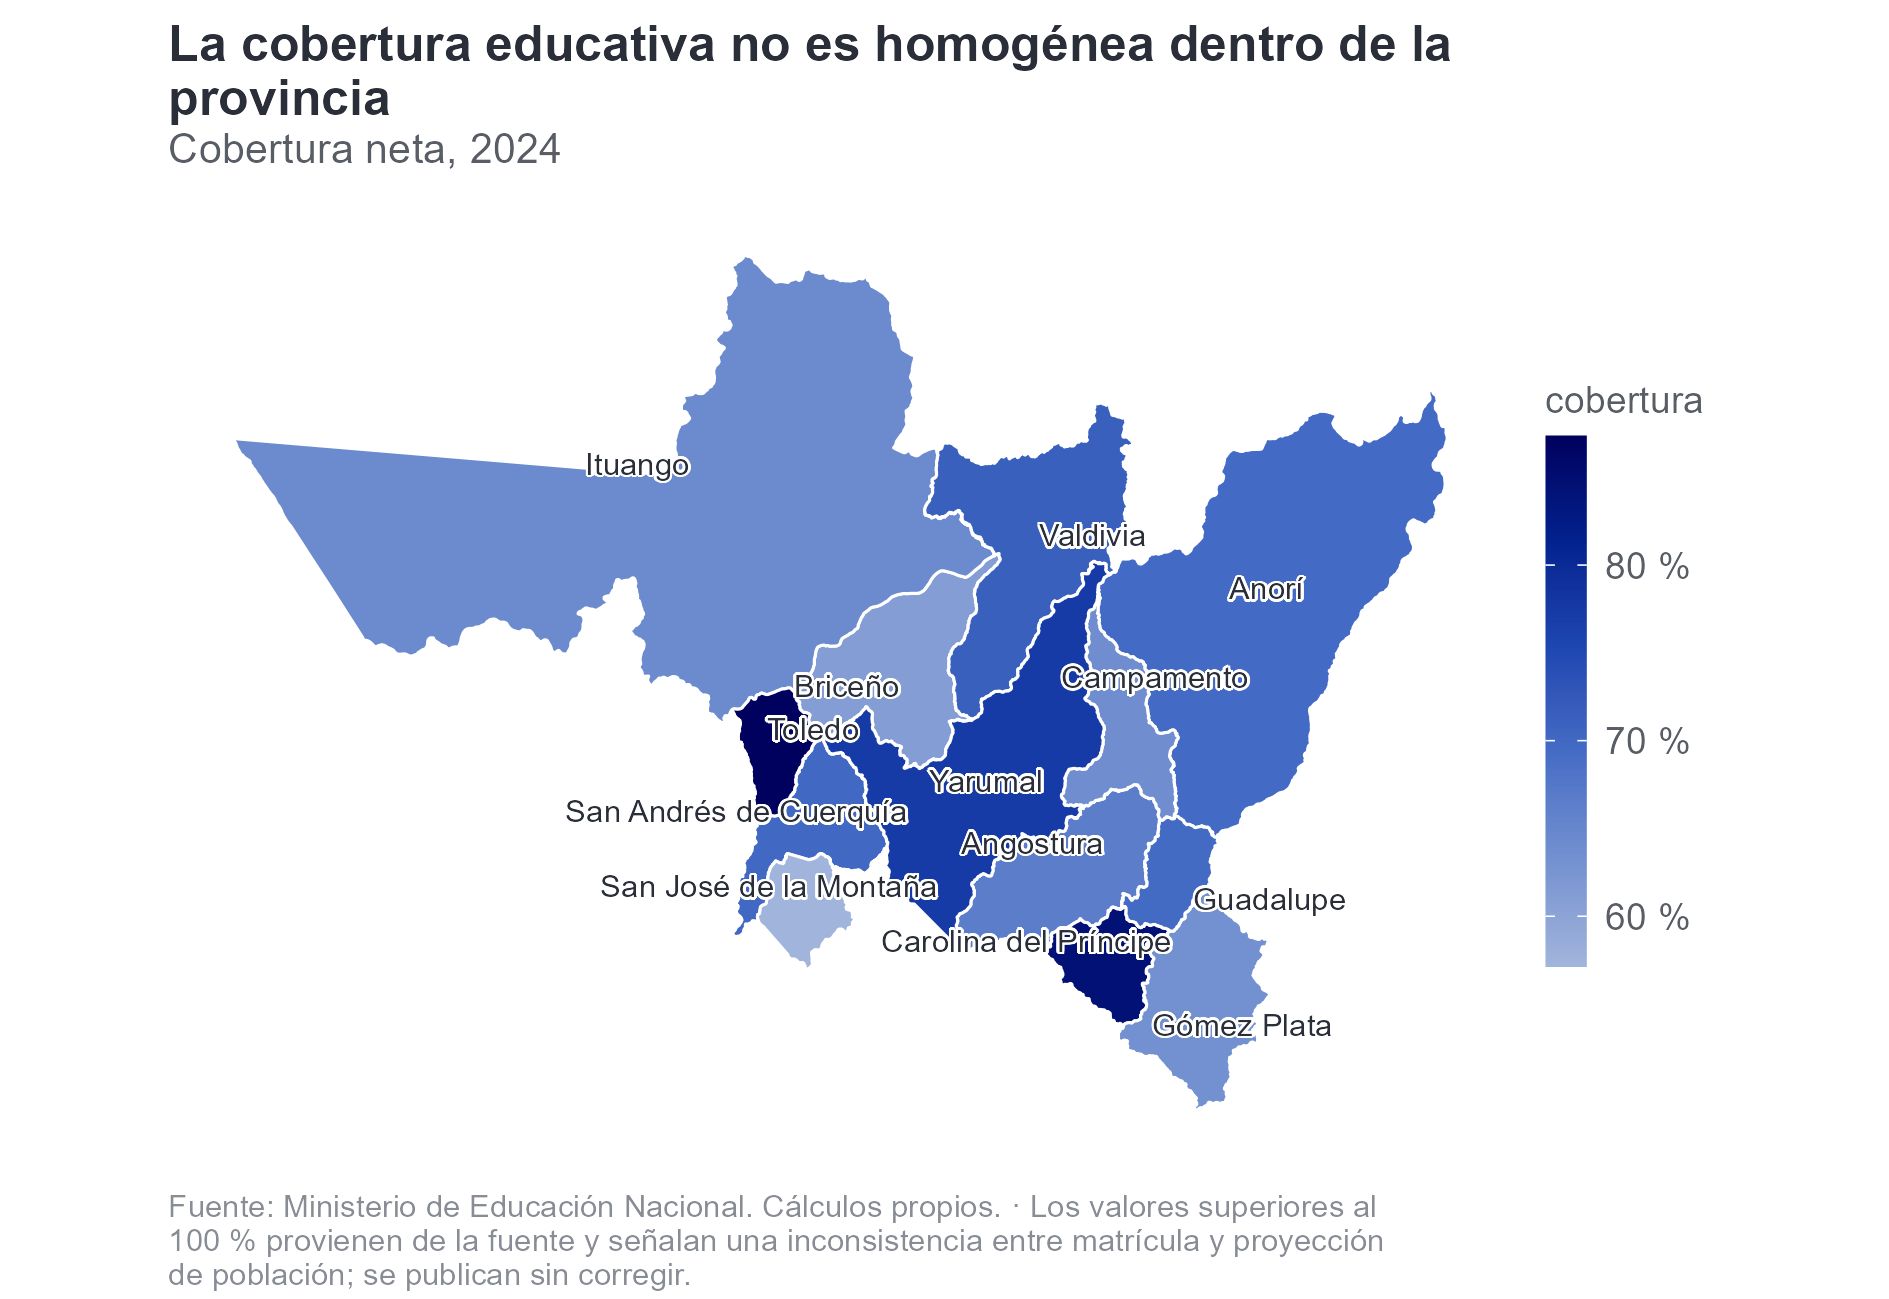 La cobertura educativa no es homogénea dentro de la
provincia
Cobertura neta, 2024
cobertura
80 %
70 %
60 %
Ituango
Valdivia
Anorí
Campamento
Briceño
Toledo
Yarumal
San Andrés de Cuerquía
Angostura
San José de la Montaña
Guadalupe
Carolina del Príncipe
Gómez Plata
Fuente: Ministerio de Educación Nacional. Cálculos propios. · Los valores superiores al
100 % provienen de la fuente y señalan una inconsistencia entre matrícula y proyección
de población; se publican sin corregir.